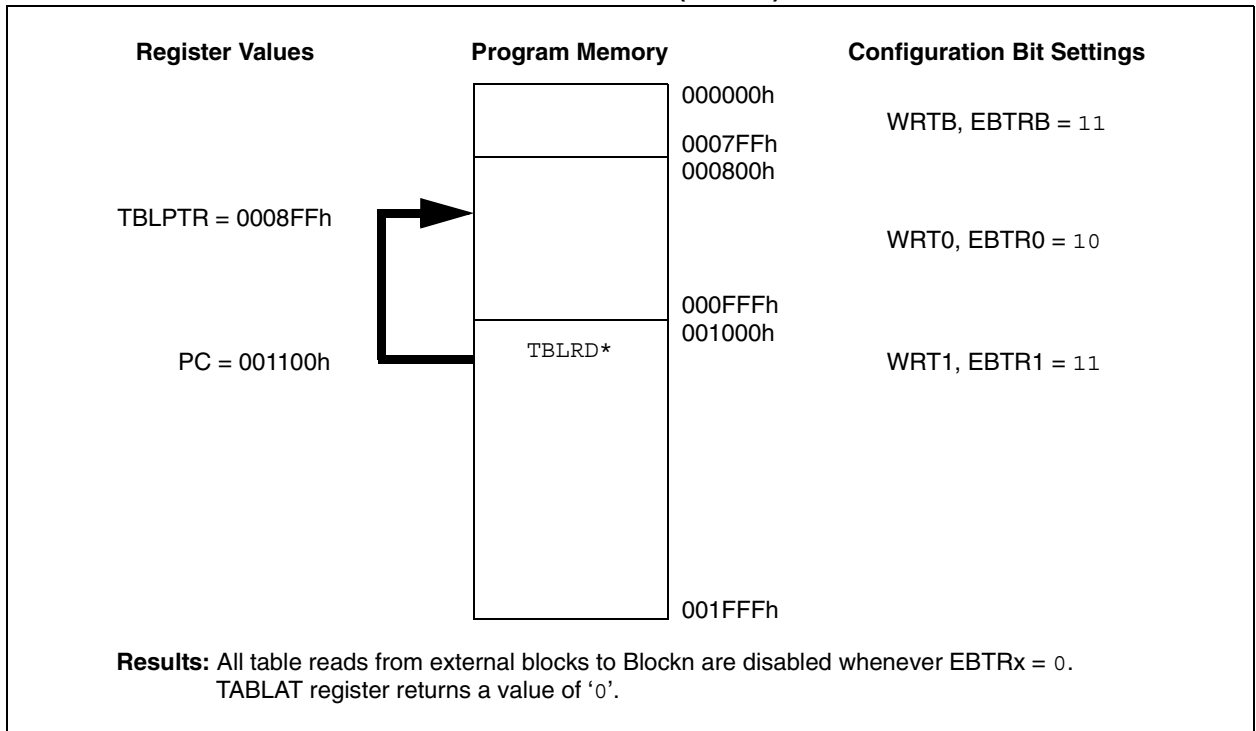 Register Values Program Memory Configuration Bit Settings
000000h
WRTB, EBTRB = 11
0007FFh
000800h
TBLPTR = 0008FFh
WRT0, EBTR0 = 10
000FFFh
001000h
TBLRD*
PC = 001100h
WRT1, EBTR1 = 11
001FFFh
Results: All table reads from external blocks to Blockn are disabled whenever EBTRx = 0.
TABLAT register returns a value of ‘0’.